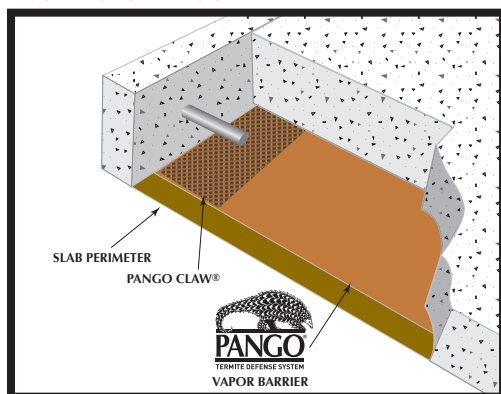 SLAB PERIMETER
PANGO CLAW®
PANGO®
TERMITE DEFENSE SYSTEM
VAPOR BARRIER